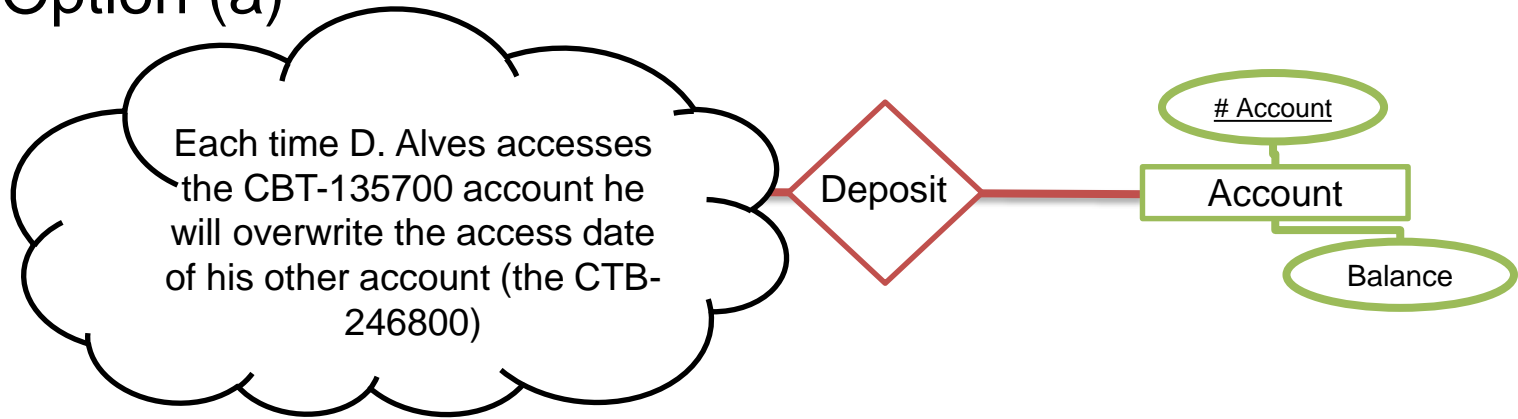 Option (a)
Each time D. Alves accesses
the CBT-135700 account he
will overwrite the access date
of his other account (the CTB-
246800)
Deposit
# Account
Account
Balance